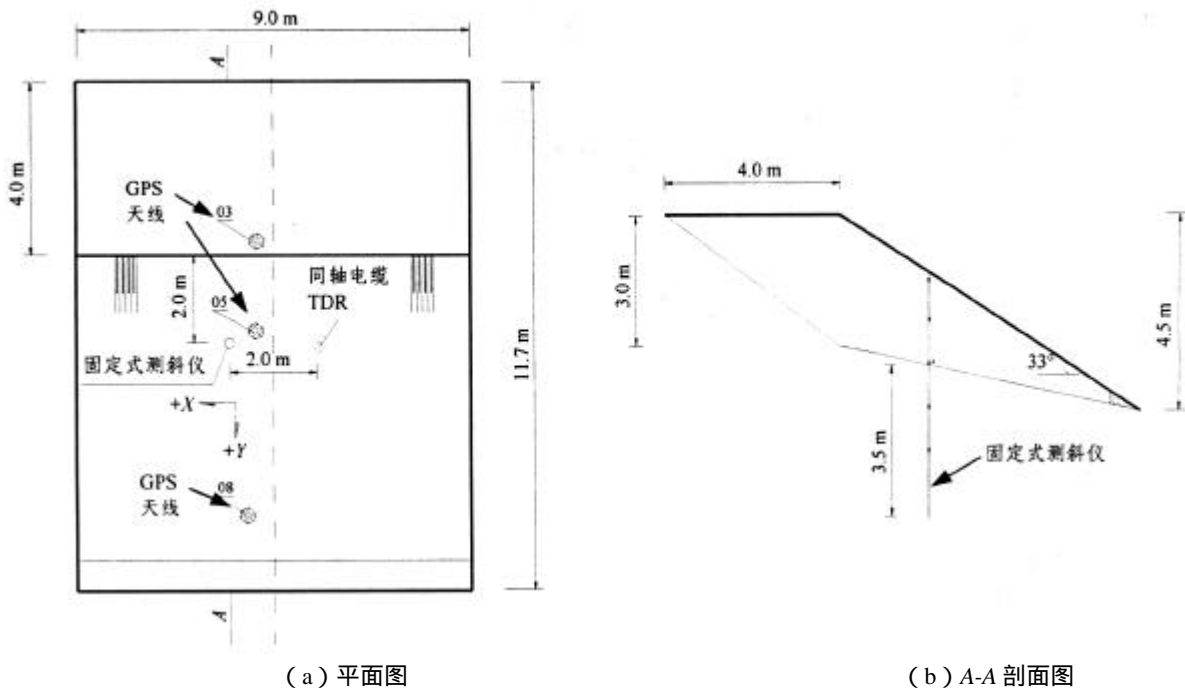 9.0 m
A
4.0 m
GPS
天线
03
同轴电缆
TDR
2.0 m
05
2.0 m
固定式测斜仪
11.7 m
+X
+Y
GPS
天线
08
A
(a)平面图
4.0 m
3.0 m
33°
4.5 m
3.5 m
固定式测斜仪
(b)A-A 剖面图